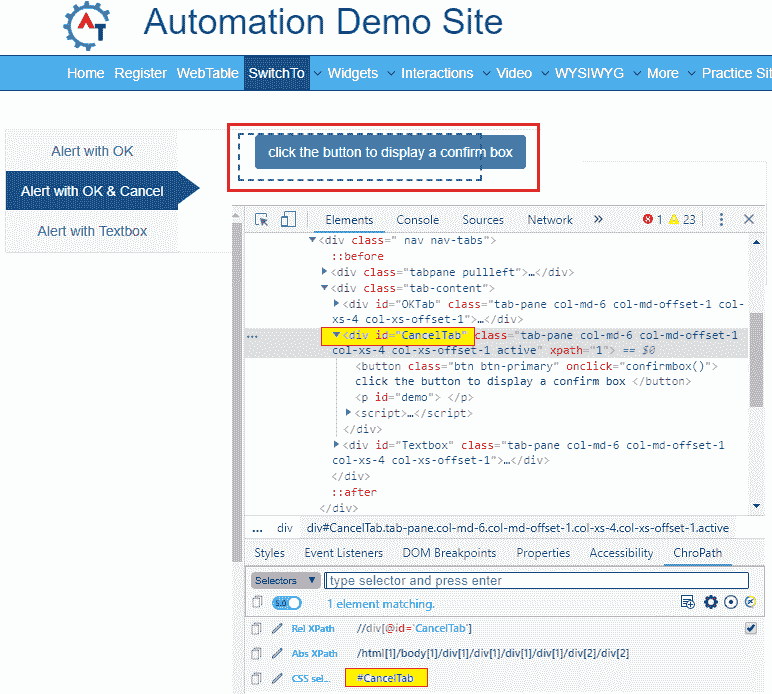 Automation Demo Site
Home Register WebTable SwitchTo Widgets Interactions Video WYSIWYG More Practice Sit
Alert with OK
Alert with OK & Cancel
Alert with Textbox
click the button to display a confirm box
Elements Console Sources Network » 1 23
<div class=" nav nav-tabs">
::before
<div class="tabpane pullleft">…</div>
<div class="tab-content">
<div id="OKTab" class="tab-pane col-md-6 col-md-offset-1 col-
xs-4 col-xs-offset-1">…</div>
<div id="CancelTab" class="tab-pane col-md-6 col-md-offset-1
col-xs-4 col-xs-offset-1 active" xpath="1"> == $0
<button class="btn btn-primary" onclick="confirmbox()">
click the button to display a confirm box </button>
<p id="demo"> </p>
<script>…</script>
</div>
<div id="Textbox" class="tab-pane col-md-6 col-md-offset-1
col-xs-4 col-xs-offset-1">…</div>
</div>
::after
</div>
... div div#CancelTab.tab-pane.col-md-6.col-md-offset-1.col-xs-4.col-xs-offset-1.active
Styles Event Listeners DOM Breakpoints Properties Accessibility ChroPath
Selectors type selector and press enter
5.0 1 element matching.
Rel XPath //div[@id='CancelTab']
Abs XPath /html[1]/body[1]/div[1]/div[1]/div[1]/div[1]/div[2]/div[2]
CSS sel... #CancelTab